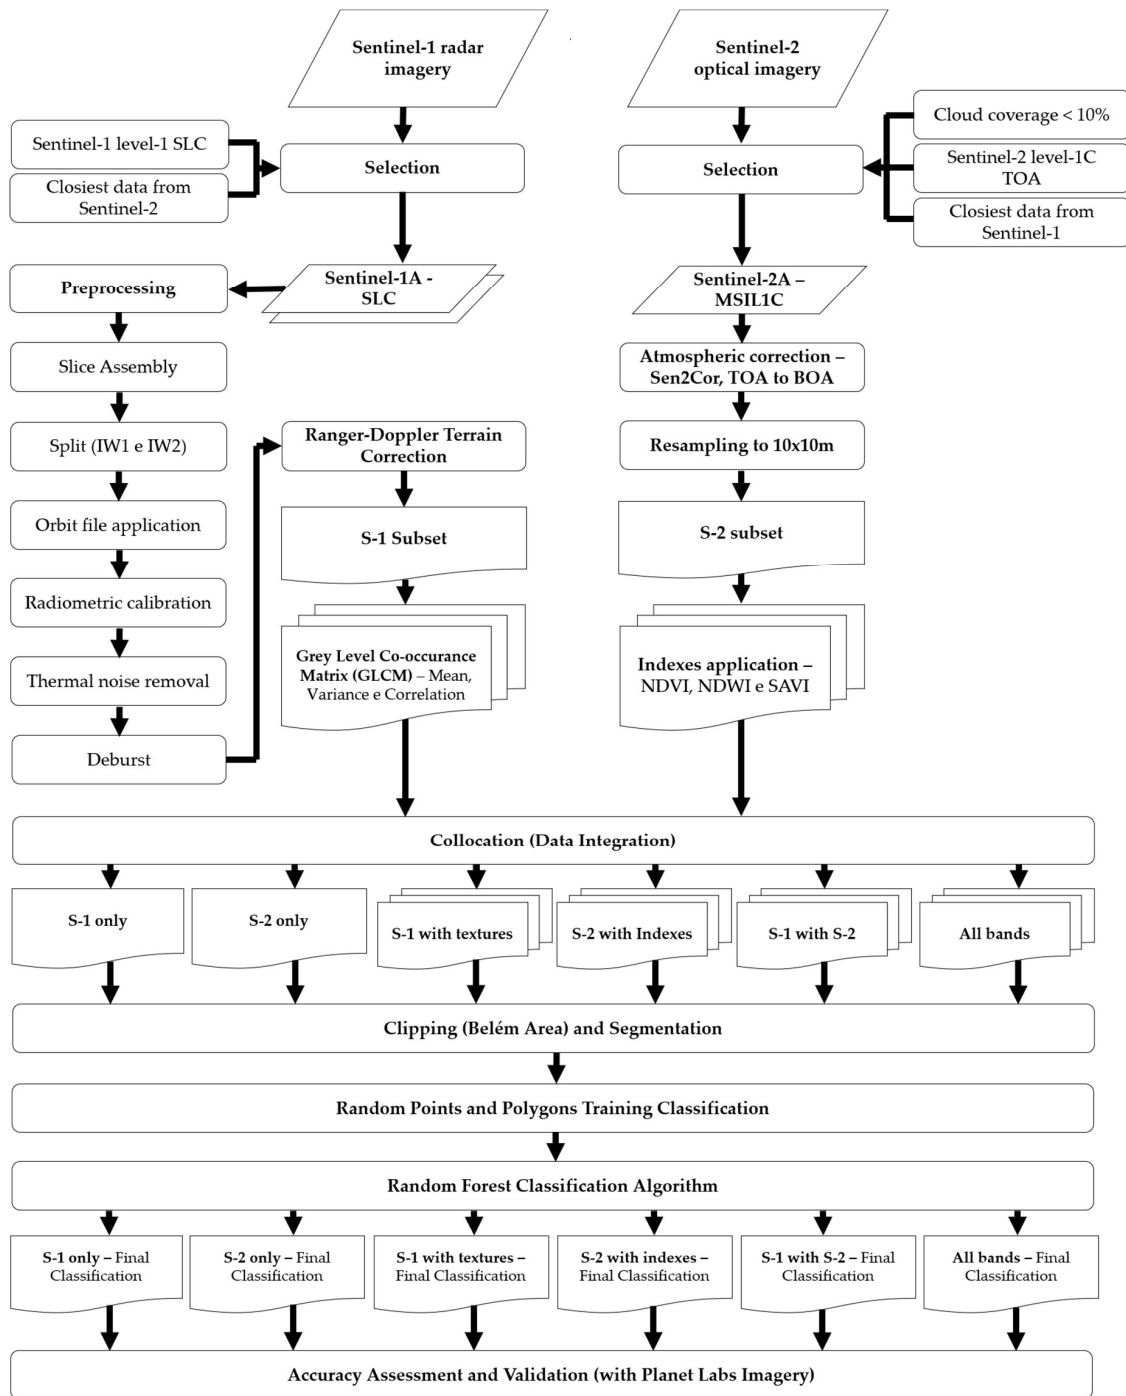 Sentinel-1 radar
imagery
Sentinel-2
optical imagery
Sentinel-1 level-1 SLC
Closiest data from
Sentinel-2
Selection
Selection
Cloud coverage < 10%
Sentinel-2 level-1C
TOA
Closiest data from
Sentinel-1
Preprocessing
Sentinel-1A -
SLC
Sentinel-2A –
MSIL1C
Slice Assembly
Split (IW1 e IW2)
Orbit file application
Radiometric calibration
Thermal noise removal
Deburst
Ranger-Doppler Terrain
Correction
S-1 Subset
Grey Level Co-occurance
Matrix (GLCM) – Mean,
Variance e Correlation
Atmospheric correction –
Sen2Cor, TOA to BOA
Resampling to 10x10m
S-2 subset
Indexes application –
NDVI, NDWI e SAVI
Collocation (Data Integration)
S-1 only
S-2 only
S-1 with textures
S-2 with Indexes
S-1 with S-2
All bands
Clipping (Belém Area) and Segmentation
Random Points and Polygons Training Classification
Random Forest Classification Algorithm
S-1 only – Final
Classification
S-2 only – Final
Classification
S-1 with textures –
Final Classification
S-2 with indexes –
Final Classification
S-1 with S-2 – Final
Classification
All bands – Final
Classification
Accuracy Assessment and Validation (with Planet Labs Imagery)